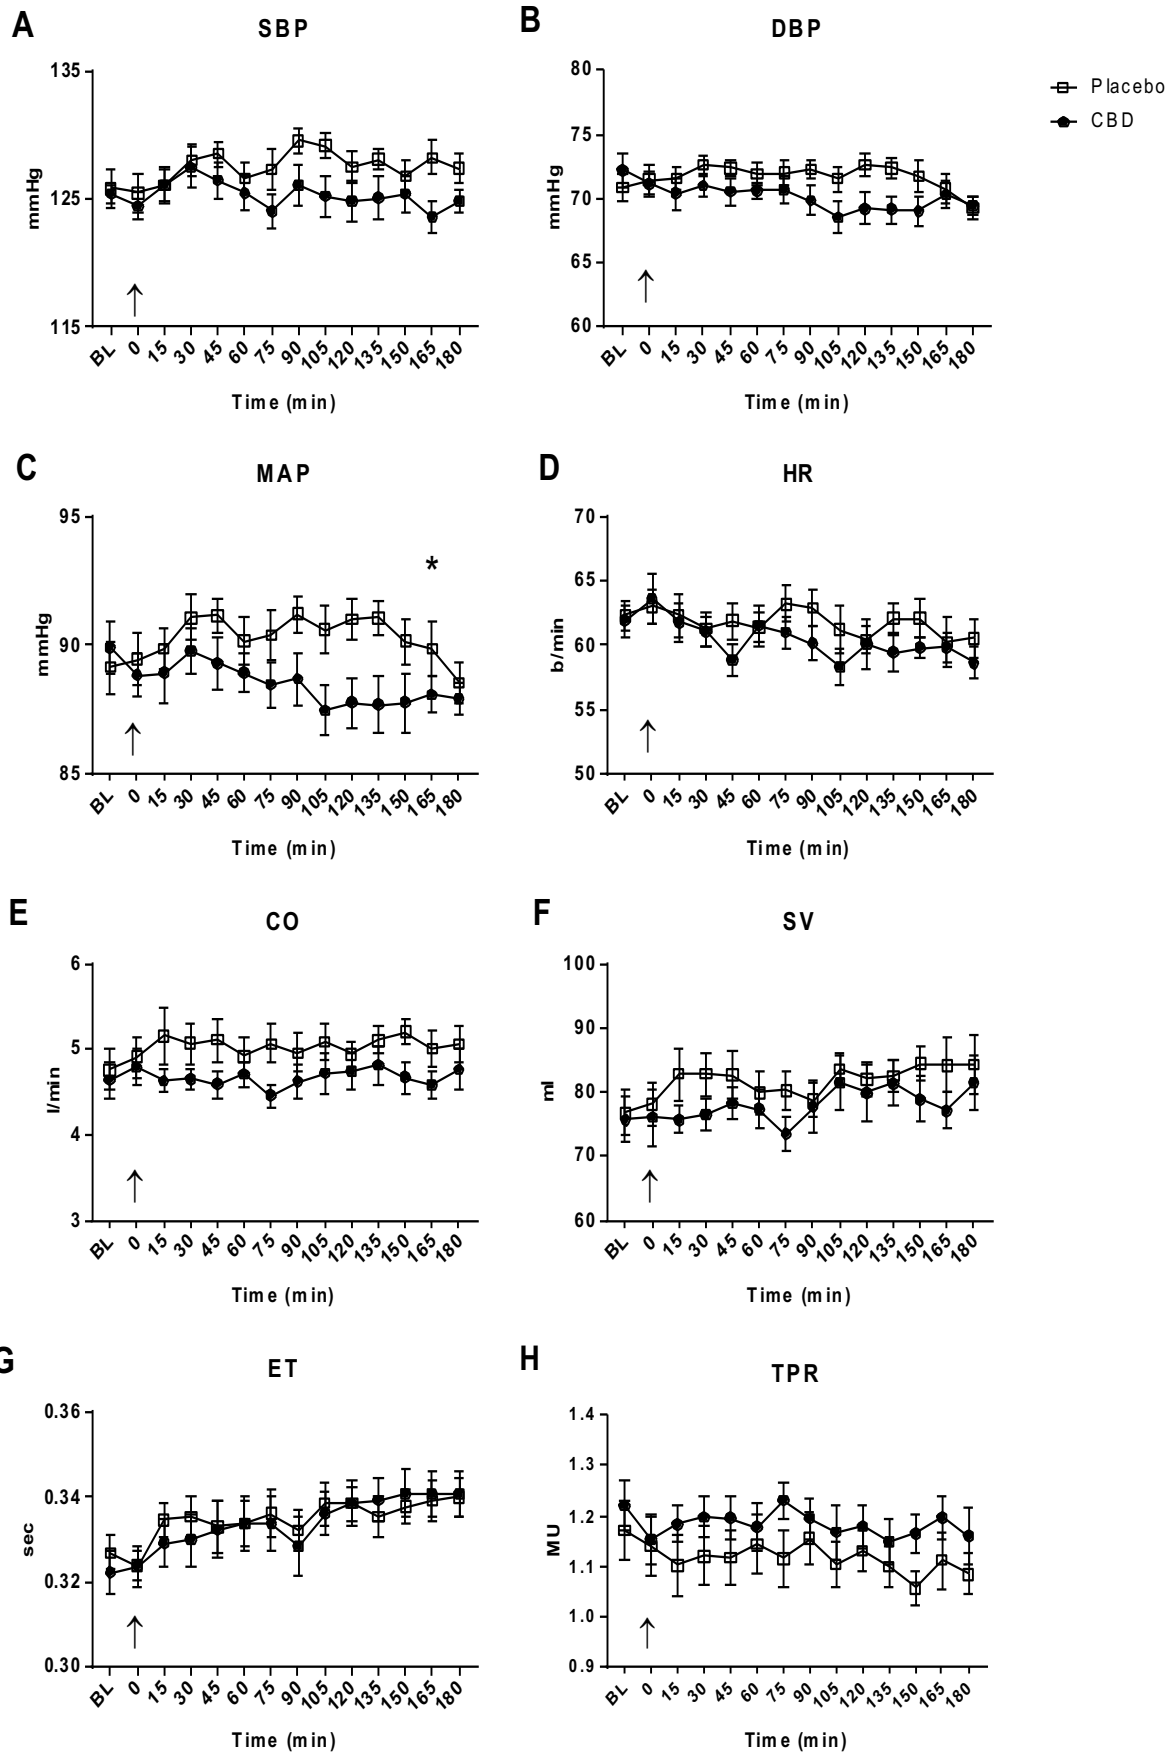 A
SBP
135
125
115
mmHg
BL 0 15 30 45 60 75 90 105 120 135 150 165 180
Time (min)
B
DBP
80
75
70
65
60
mmHg
BL 0 15 30 45 60 75 90 105 120 135 150 165 180
Time (min)
Placebo
CBD
C
MAP
95
90
85
mmHg
*
BL 0 15 30 45 60 75 90 105 120 135 150 165 180
Time (min)
D
HR
70
65
60
55
50
b/min
BL 0 15 30 45 60 75 90 105 120 135 150 165 180
Time (min)
E
CO
6
5
4
3
l/min
BL 0 15 30 45 60 75 90 105 120 135 150 165 180
Time (min)
F
SV
100
90
80
70
60
ml
BL 0 15 30 45 60 75 90 105 120 135 150 165 180
Time (min)
G
ET
0.36
0.34
0.32
0.30
sec
BL 0 15 30 45 60 75 90 105 120 135 150 165 180
Time (min)
H
TPR
1.4
1.3
1.2
1.1
1.0
0.9
MU
BL 0 15 30 45 60 75 90 105 120 135 150 165 180
Time (min)